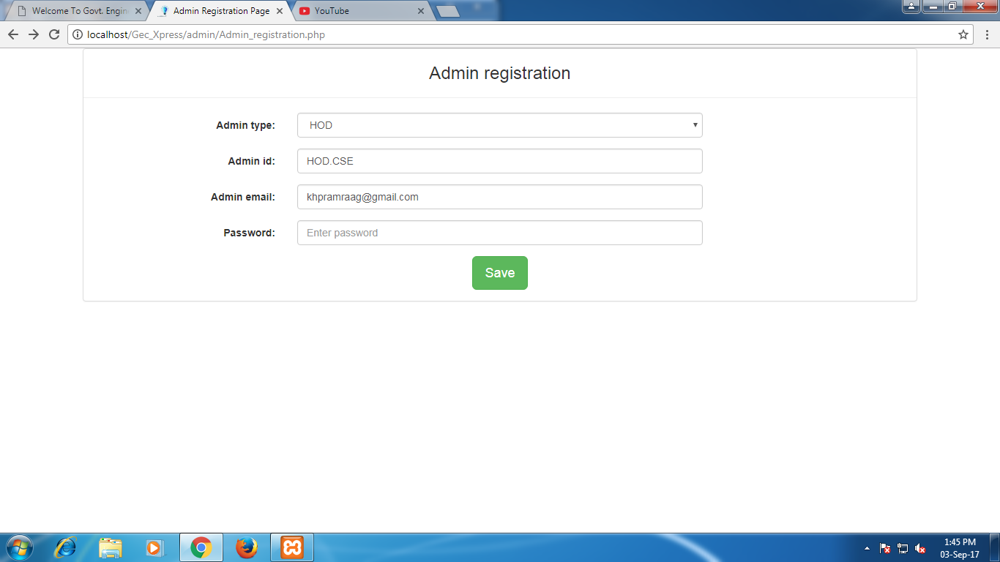 Welcome To Govt. Engin
Admin Registration Page
YouTube
localhost/Gec_Xpress/admin/Admin_registration.php
Admin registration
Admin type: HOD
Admin id: HOD.CSE
Admin email: khpramraag@gmail.com
Password: Enter password
Save
1:45 PM
03-Sep-17